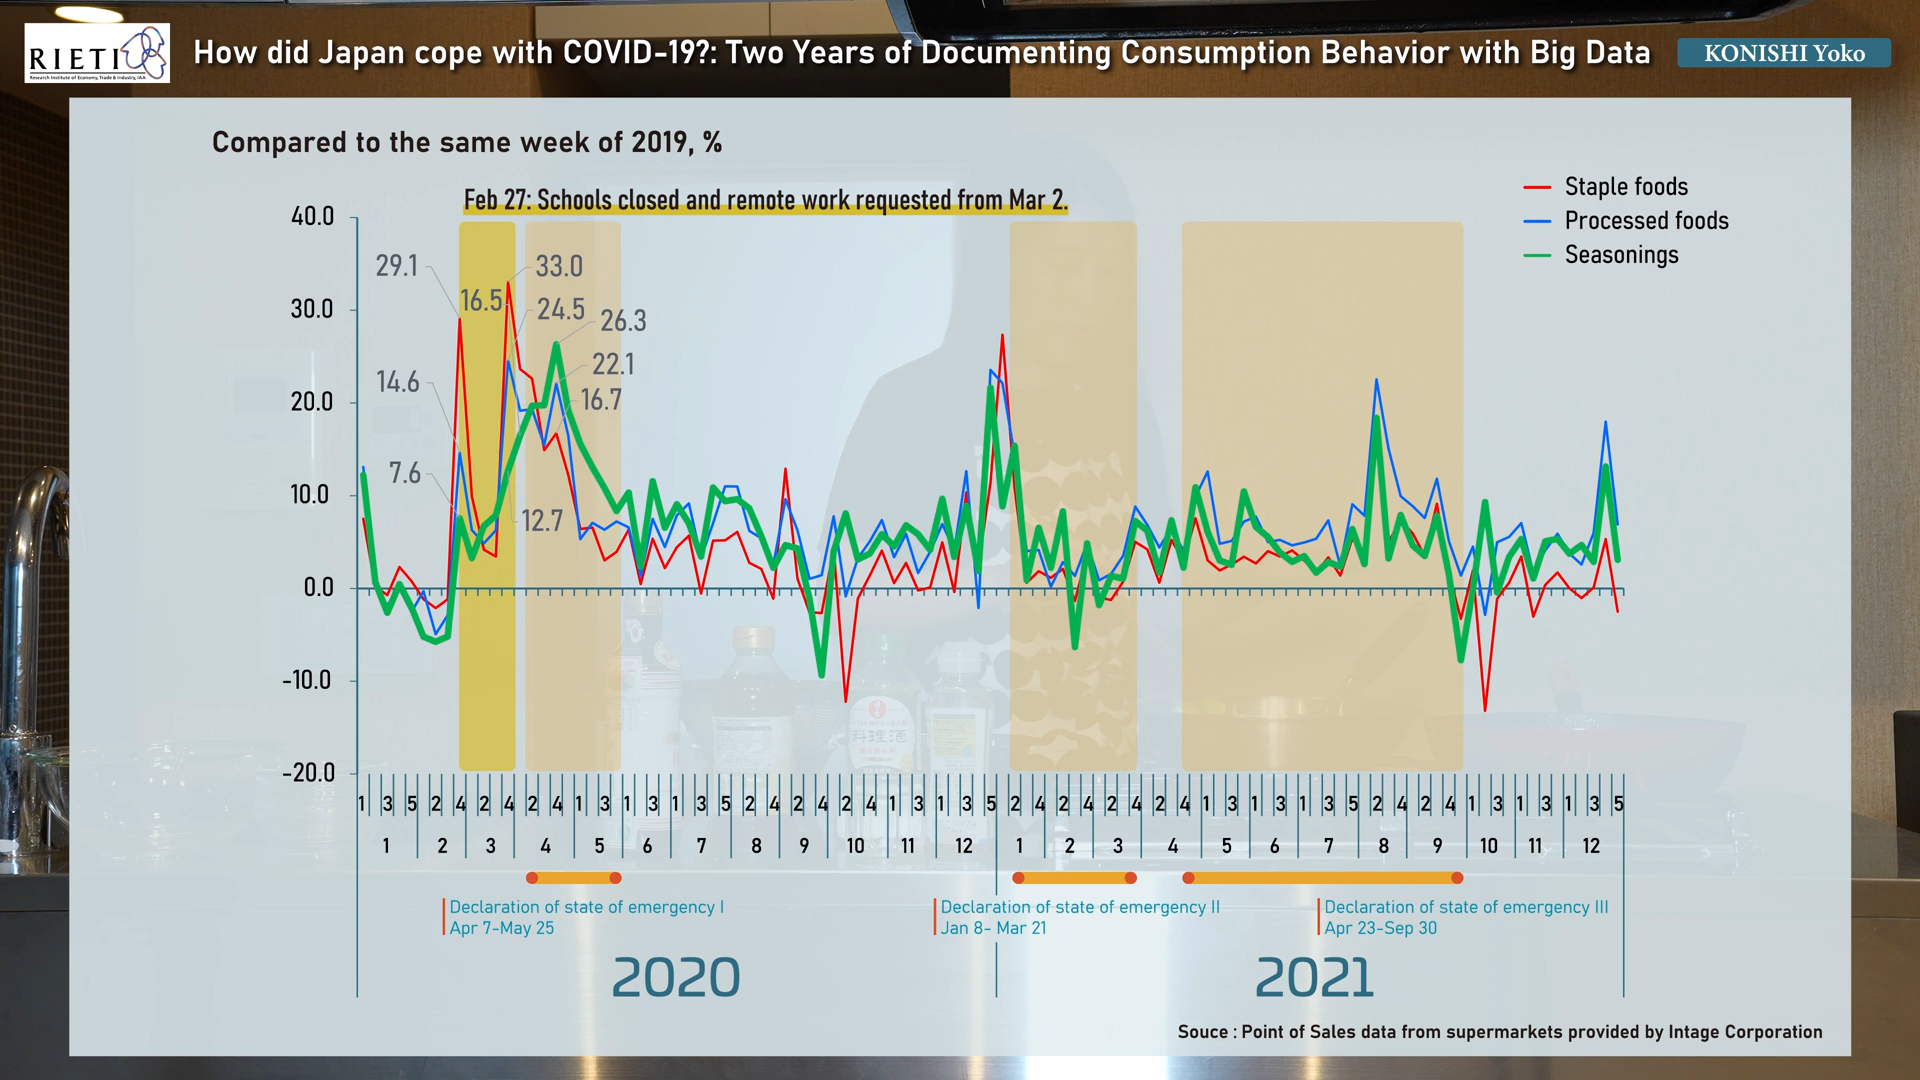 RIETI
Research Institute of Economy, Trade & Industry, IAA
How did Japan cope with COVID-19?: Two Years of Documenting Consumption Behavior with Big Data
KONISHI Yoko
Compared to the same week of 2019, %
Feb 27: Schools closed and remote work requested from Mar 2.
Staple foods
Processed foods
Seasonings
40.0
30.0
20.0
10.0
0.0
-10.0
-20.0
29.1
33.0
16.5
24.5
26.3
14.6
22.1
16.7
7.6
12.7
料理酒
1 3 5 2 4 2 4 2 4 1 3 1 3 1 3 5 2 4 2 4 2 4 1 3 1 3 5 2 4 2 4 2 4 2 4 1 3 1 3 1 3 5 2 4 2 4 1 3 1 3 1 3 5
1 2 3 4 5 6 7 8 9 10 11 12 1 2 3 4 5 6 7 8 9 10 11 12
Declaration of state of emergency I
Apr 7-May 25
Declaration of state of emergency II
Jan 8- Mar 21
Declaration of state of emergency III
Apr 23-Sep 30
2020
2021
Souce : Point of Sales data from supermarkets provided by Intage Corporation